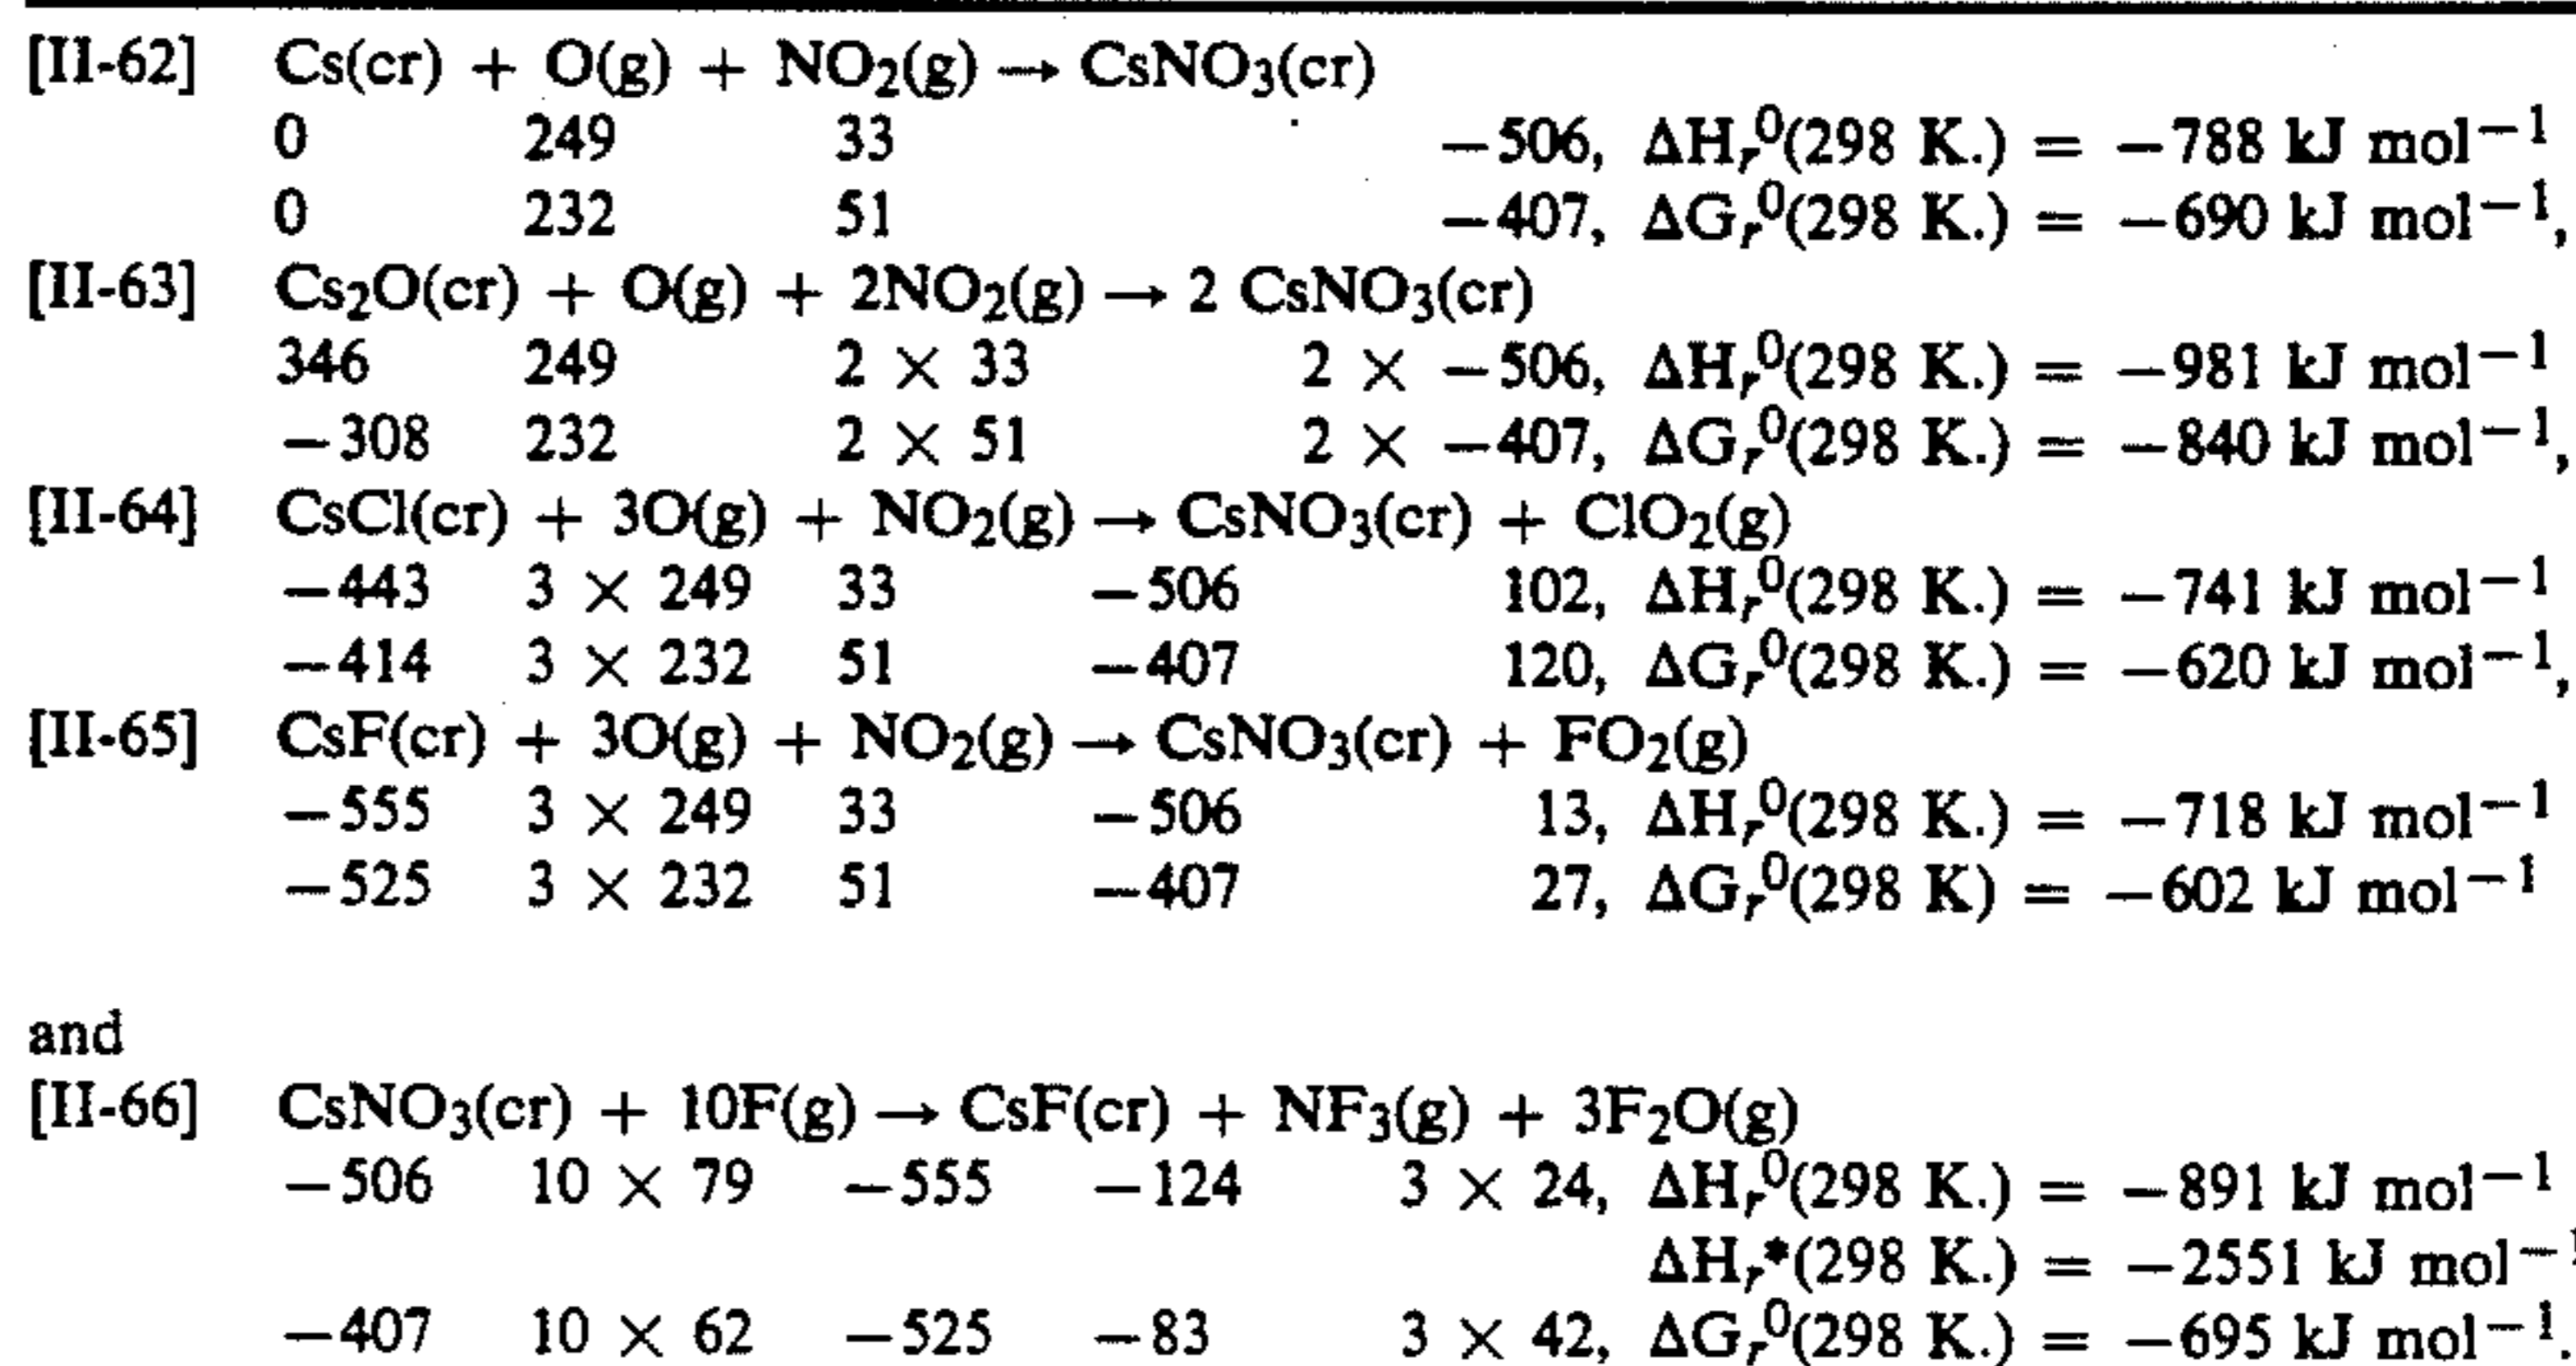 [II-62] Cs(cr) + O(g) + NO₂(g) → CsNO₃(cr)
0 249 33 −506, ΔHᵣ⁰(298 K.) = −788 kJ mol⁻¹
0 232 51 −407, ΔGᵣ⁰(298 K.) = −690 kJ mol⁻¹,
[II-63] Cs₂O(cr) + O(g) + 2NO₂(g) → 2 CsNO₃(cr)
346 249 2 × 33 2 × −506, ΔHᵣ⁰(298 K.) = −981 kJ mol⁻¹
−308 232 2 × 51 2 × −407, ΔGᵣ⁰(298 K.) = −840 kJ mol⁻¹,
[II-64] CsCl(cr) + 3O(g) + NO₂(g) → CsNO₃(cr) + ClO₂(g)
−443 3 × 249 33 −506 102, ΔHᵣ⁰(298 K.) = −741 kJ mol⁻¹
−414 3 × 232 51 −407 120, ΔGᵣ⁰(298 K.) = −620 kJ mol⁻¹,
[II-65] CsF(cr) + 3O(g) + NO₂(g) → CsNO₃(cr) + FO₂(g)
−555 3 × 249 33 −506 13, ΔHᵣ⁰(298 K.) = −718 kJ mol⁻¹
−525 3 × 232 51 −407 27, ΔGᵣ⁰(298 K) = −602 kJ mol⁻¹
and
[II-66] CsNO₃(cr) + 10F(g) → CsF(cr) + NF₃(g) + 3F₂O(g)
−506 10 × 79 −555 −124 3 × 24, ΔHᵣ⁰(298 K.) = −891 kJ mol⁻¹
ΔHᵣ*(298 K.) = −2551 kJ mol⁻¹
−407 10 × 62 −525 −83 3 × 42, ΔGᵣ⁰(298 K.) = −695 kJ mol⁻¹.